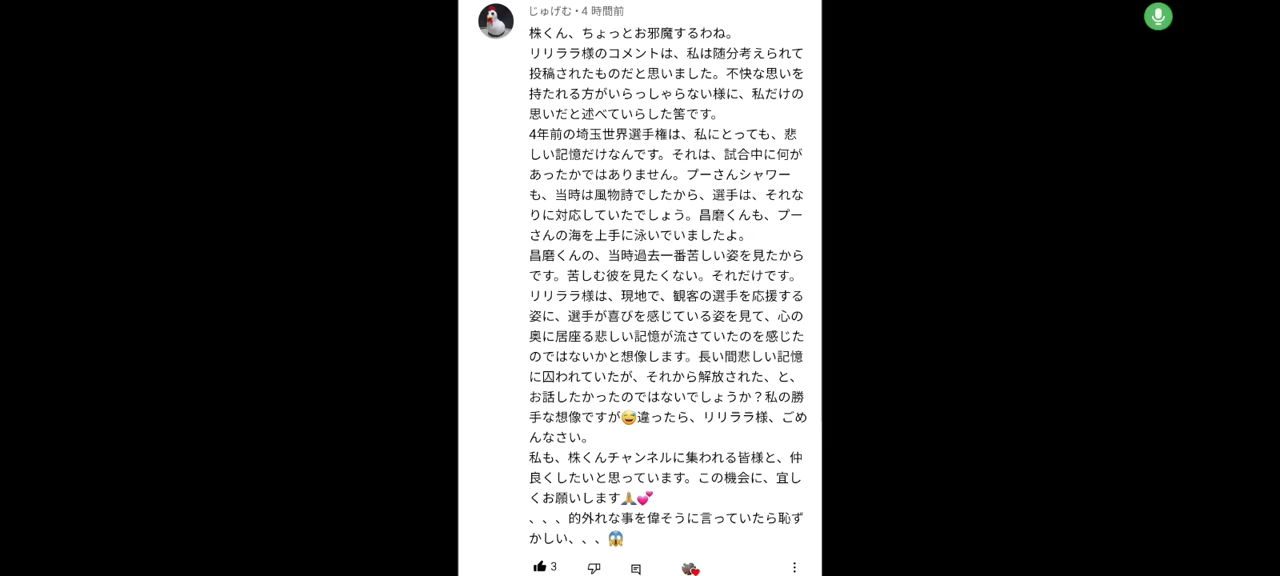 じゅげむ • 4 時間前
株くん、ちょっとお邪魔するわね。
リリララ様のコメントは、私は随分考えられて
投稿されたものだと思いました。不快な思いを
持たれる方がいらっしゃらない様に、私だけの
思いだと述べていらした筈です。
4年前の埼玉世界選手権は、私にとっても、悲
しい記憶だけなんです。それは、試合中に何が
あったかではありません。プーさんシャワー
も、当時は風物詩でしたから、選手は、それな
りに対応していたでしょう。昌磨くんも、プー
さんの海を上手に泳いでいましたよ。
昌磨くんの、当時過去一番苦しい姿を見たから
です。苦しむ彼を見たくない。それだけです。
リリララ様は、現地で、観客の選手を応援する
姿に、選手が喜びを感じている姿を見て、心の
奥に居座る悲しい記憶が流さていたのを感じた
のではないかと想像します。長い間悲しい記憶
に囚われていたが、それから解放された、と、
お話したかったのではないでしょうか？私の勝
手な想像ですが😅違ったら、リリララ様、ごめ
んなさい。
私も、株くんチャンネルに集われる皆様と、仲
良くしたいと思っています。この機会に、宜し
くお願いします🙏💕
、、、的外れな事を偉そうに言っていたら恥ず
かしい、、、😱
3